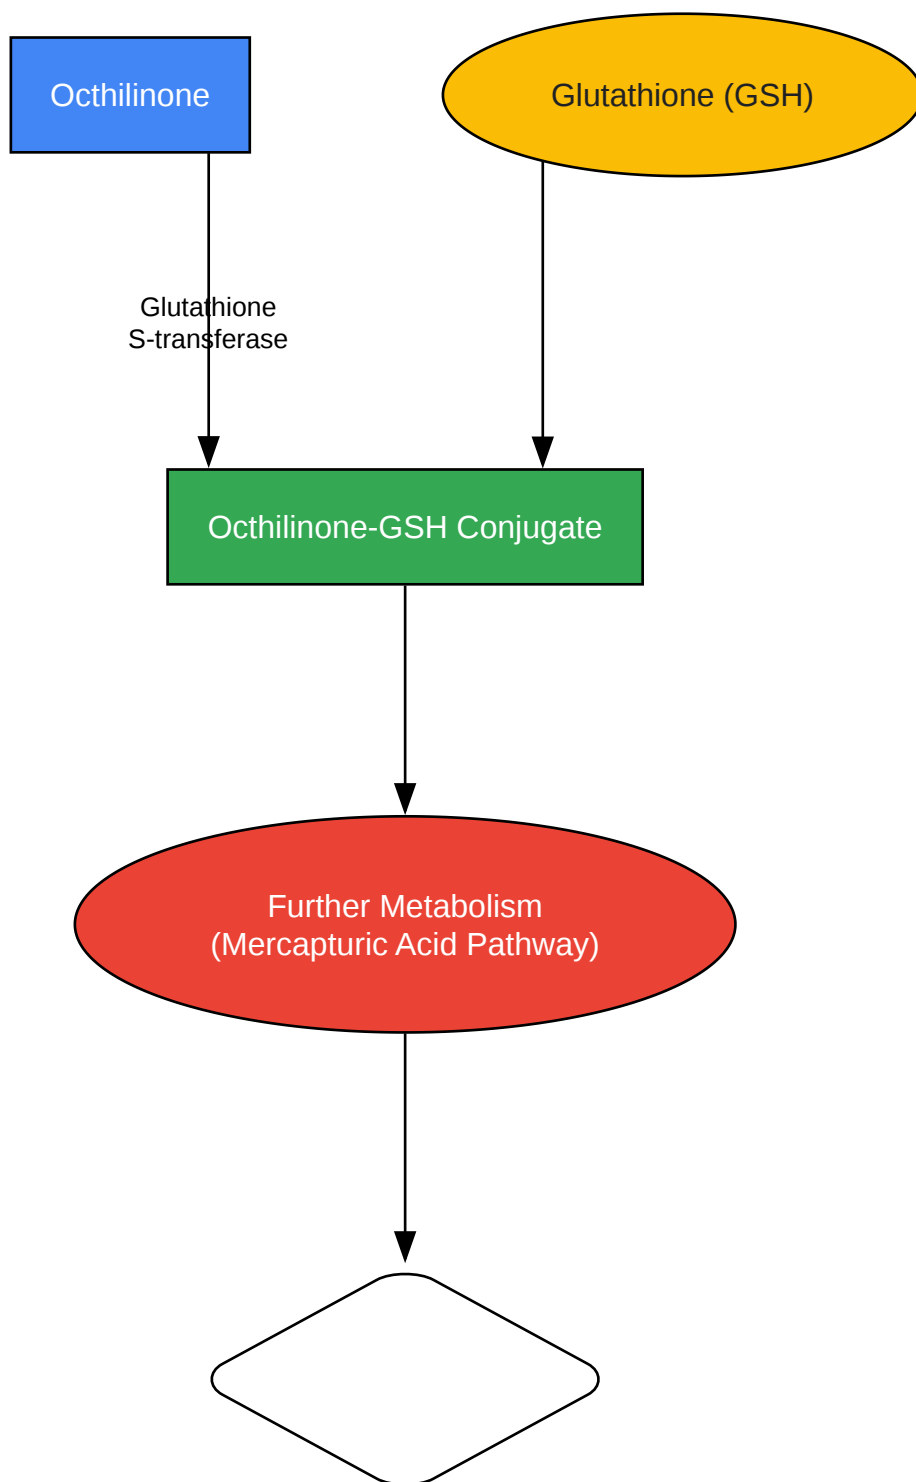 Octhilinone
Glutathione (GSH)
Glutathione
S-transferase
Octhilinone-GSH Conjugate
Further Metabolism
(Mercapturic Acid Pathway)